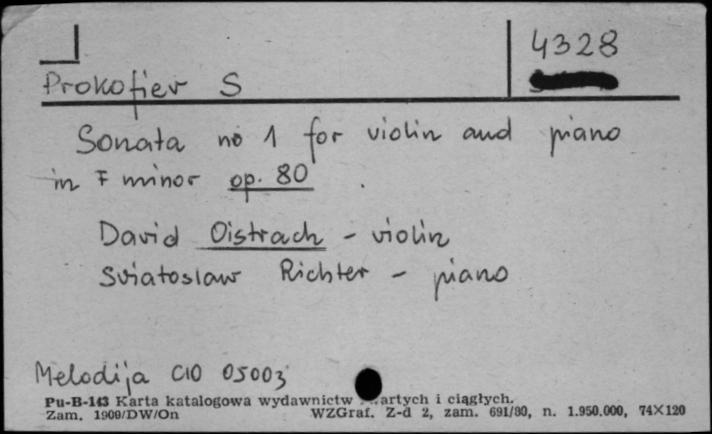 4328
Prokofiev S
Sonata no 1 for violin and piano
in F minor op. 80
David Oistrach - violin
Sviatoslaw Richter - piano
Melodija C10 05003
Pu-B-143 Karta katalogowa wydawnictw i ciągłych.
Zam. 1909/DW/On WZGraf. Z-d 2, zam. 691/80, n. 1.950.000, 74×120